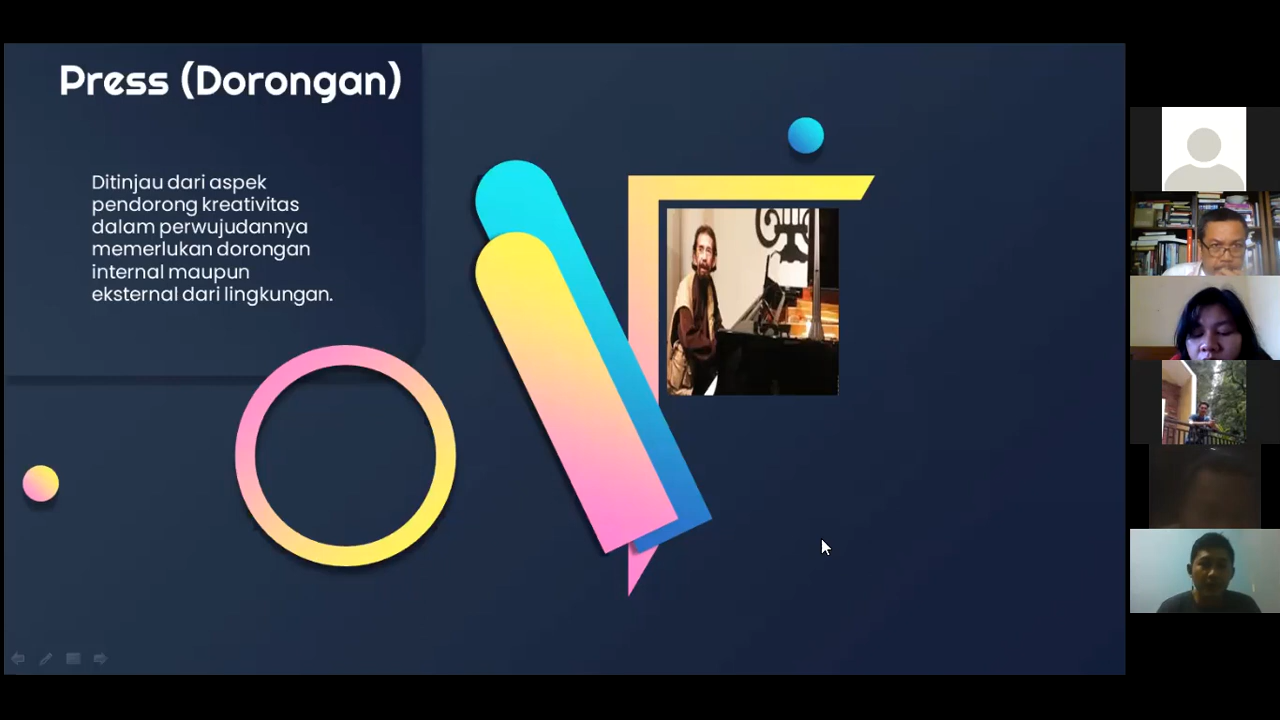 Press (Dorongan)
Ditinjau dari aspek
pendorong kreativitas
dalam perwujudannya
memerlukan dorongan
internal maupun
eksternal dari lingkungan.